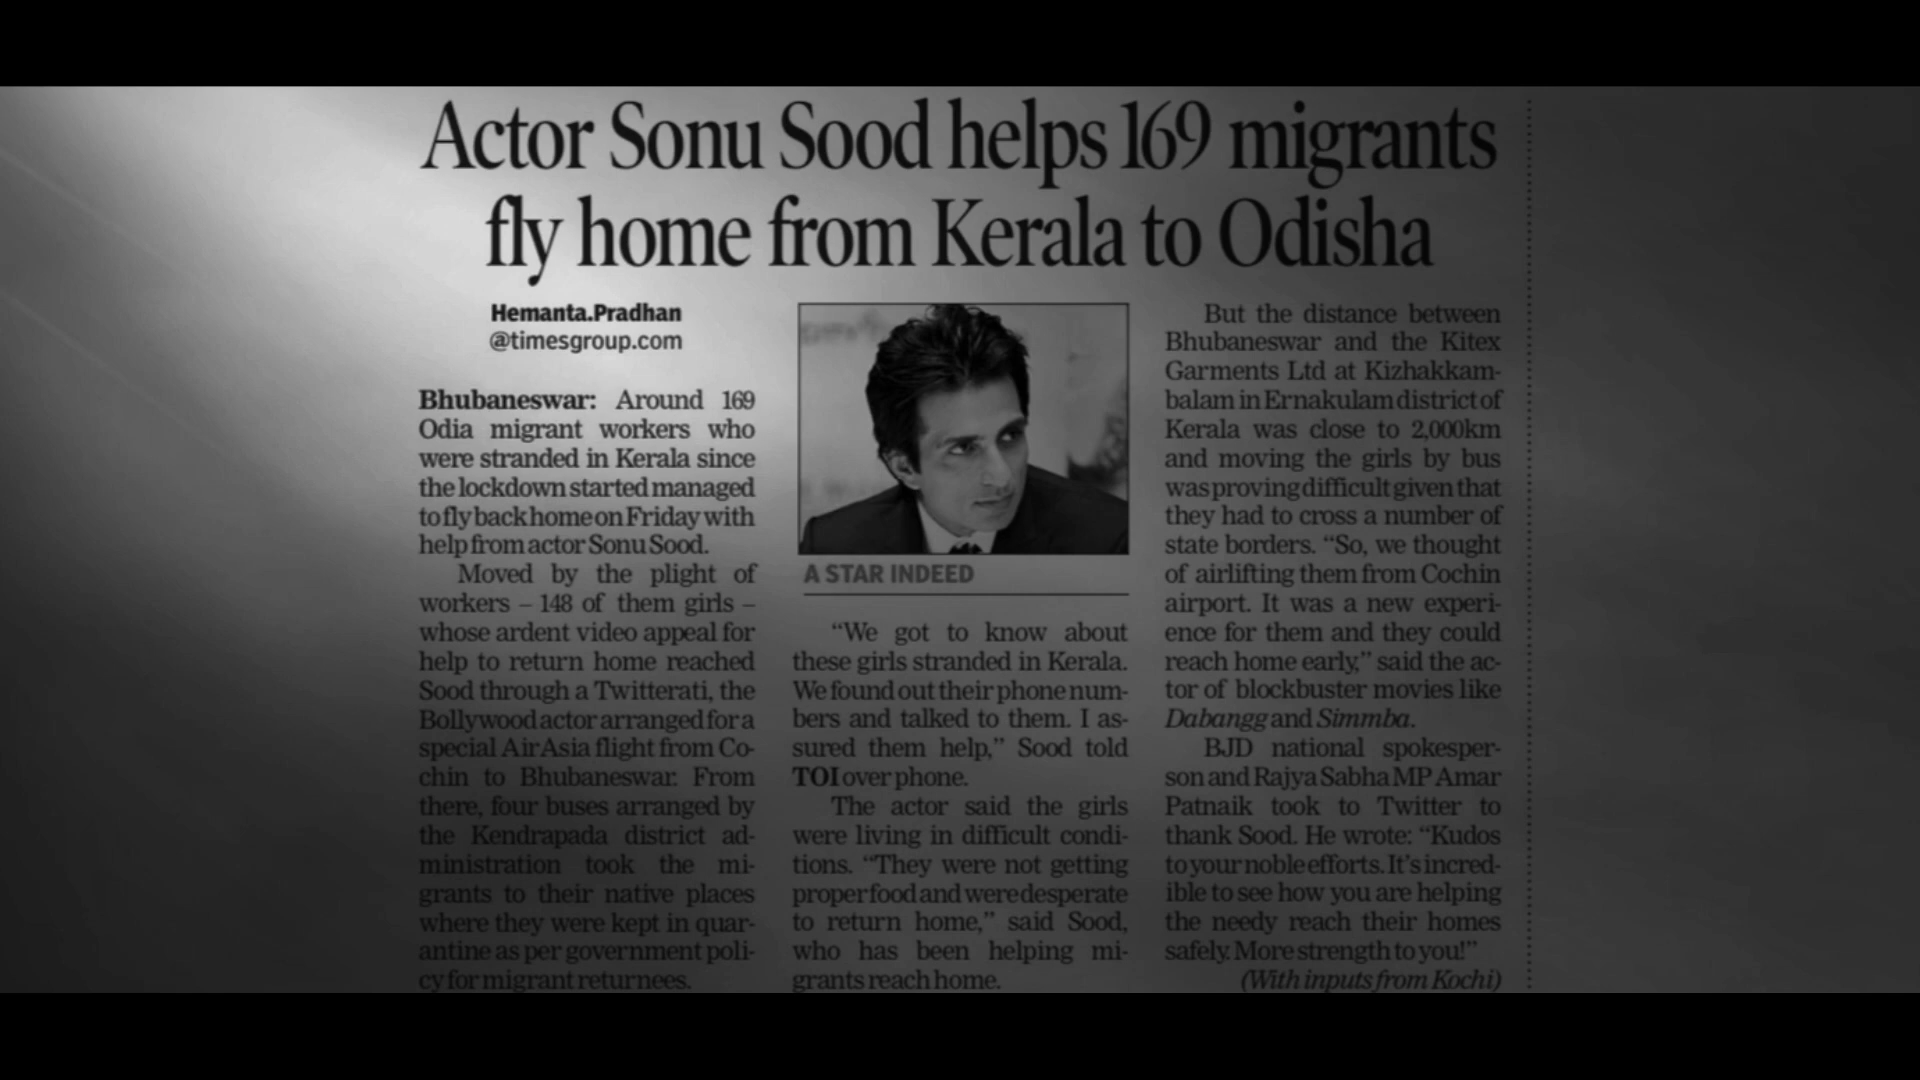 Actor Sonu Sood helps 169 migrants
fly home from Kerala to Odisha
Hemanta.Pradhan
@timesgroup.com
Bhubaneswar: Around 169
Odia migrant workers who
were stranded in Kerala since
the lockdown started managed
to fly back home on Friday with
help from actor Sonu Sood.
Moved by the plight of
workers – 148 of them girls –
whose ardent video appeal for
help to return home reached
Sood through a Twitterati, the
Bollywood actor arranged for a
special AirAsia flight from Co-
chin to Bhubaneswar. From
there, four buses arranged by
the Kendrapada district ad-
ministration took the mi-
grants to their native places
where they were kept in quar-
antine as per government poli-
cy for migrant returnees.
A STAR INDEED
“We got to know about
these girls stranded in Kerala.
We found out their phone num-
bers and talked to them. I as-
sured them help,” Sood told
TOI over phone.
The actor said the girls
were living in difficult condi-
tions. “They were not getting
proper food and were desperate
to return home,” said Sood,
who has been helping mi-
grants reach home.
But the distance between
Bhubaneswar and the Kitex
Garments Ltd at Kizhakkam-
balam in Ernakulam district of
Kerala was close to 2,000km
and moving the girls by bus
was proving difficult given that
they had to cross a number of
state borders. “So, we thought
of airlifting them from Cochin
airport. It was a new experi-
ence for them and they could
reach home early,” said the ac-
tor of blockbuster movies like
Dabangg and Simmba.
BJD national spokesper-
son and Rajya Sabha MP Amar
Patnaik took to Twitter to
thank Sood. He wrote: “Kudos
to your noble efforts. It’s incred-
ible to see how you are helping
the needy reach their homes
safely. More strength to you!”
(With inputs from Kochi)